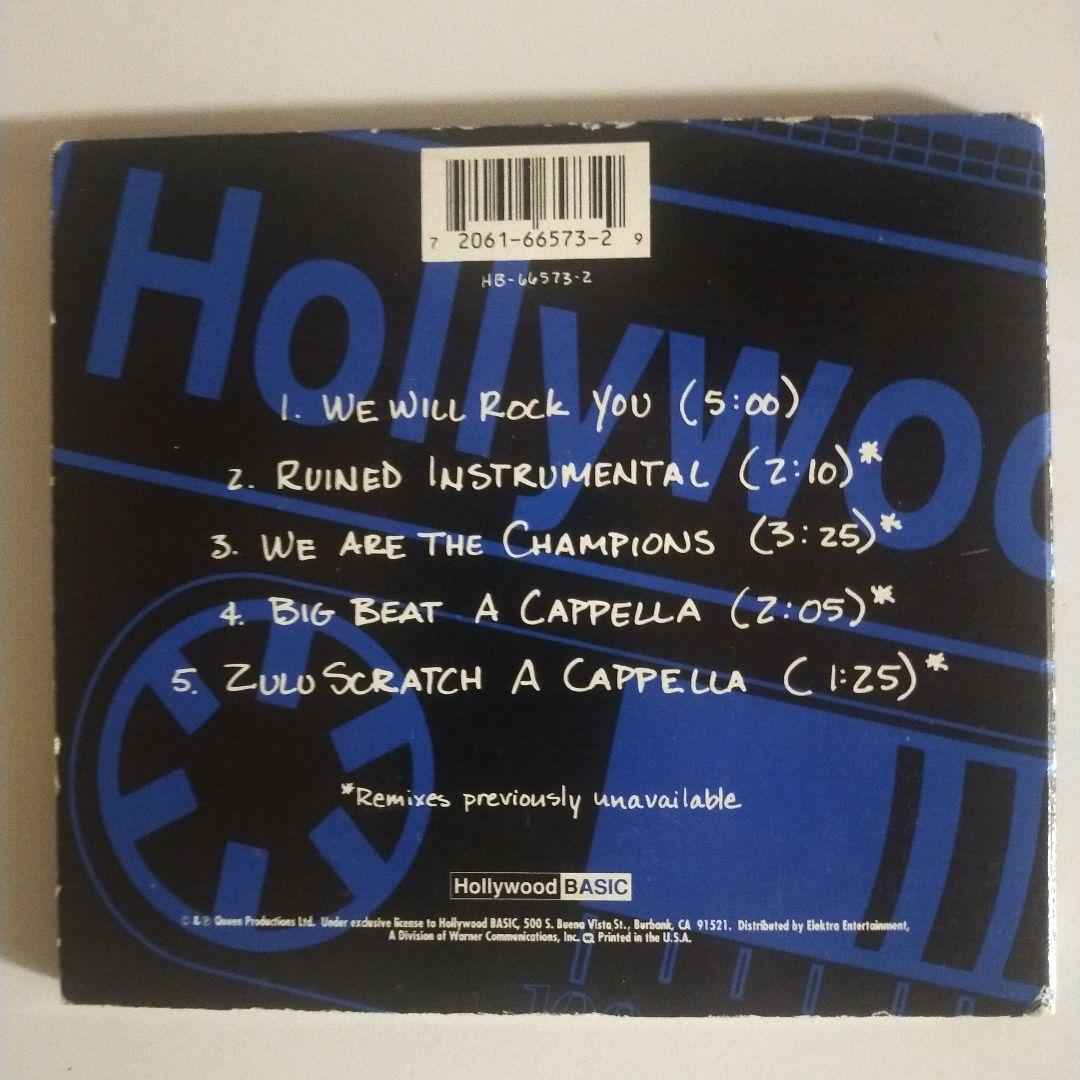 7 2061-66573-2 9
HB-66573-2
Hollywoo
1. WE WILL ROCK YOU (5:00)
2. RUINED INSTRUMENTAL (2:10)*
3. WE ARE THE CHAMPIONS (3:25)*
4. BIG BEAT A CAPPELLA (2:05)*
5. ZULU SCRATCH A CAPPELLA (1:25)*
*Remixes previously unavailable
Hollywood BASIC
© & ℗ Queen Productions Ltd. Under exclusive license to Hollywood BASIC, 500 S. Buena Vista St., Burbank, CA 91521. Distributed by Elektra Entertainment,
A Division of Warner Communications, Inc. Printed in the U.S.A.